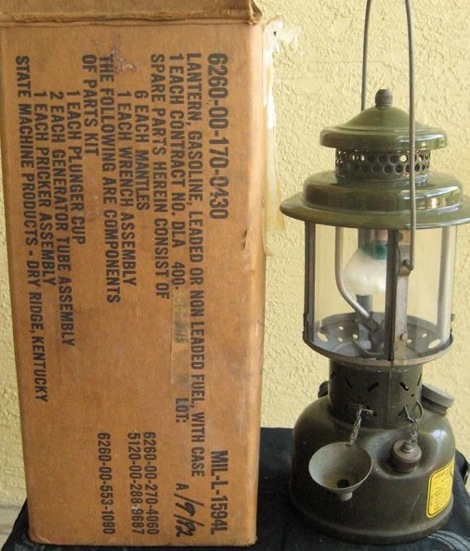 6260-00-170-0430
MIL-L-1594L
LANTERN, GASOLINE, LEADED OR NON LEADED FUEL, WITH CASE
1 EACH CONTRACT NO. DLA 400-
LOT:
A/9/82
SPARE PARTS HEREIN CONSIST OF
6 EACH MANTLES
6260-00-270-4060
1 EACH WRENCH ASSEMBLY
5120-00-288-9687
THE FOLLOWING ARE COMPONENTS
OF PARTS KIT
6260-00-553-1090
1 EACH PLUNGER CUP
2 EACH GENERATOR TUBE ASSEMBLY
1 EACH PRICKER ASSEMBLY
STATE MACHINE PRODUCTS - DRY RIDGE, KENTUCKY